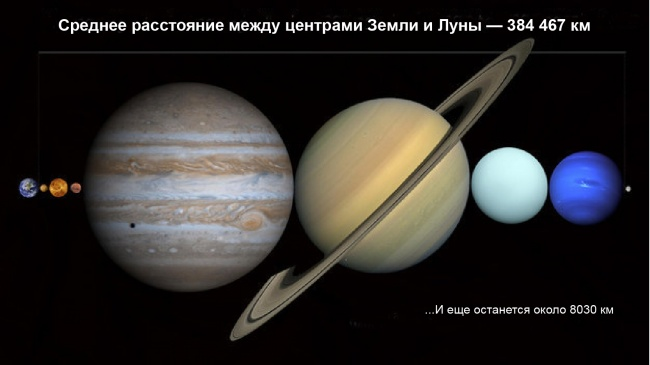 Среднее расстояние между центрами Земли и Луны — 384 467 км
...И еще останется около 8030 км